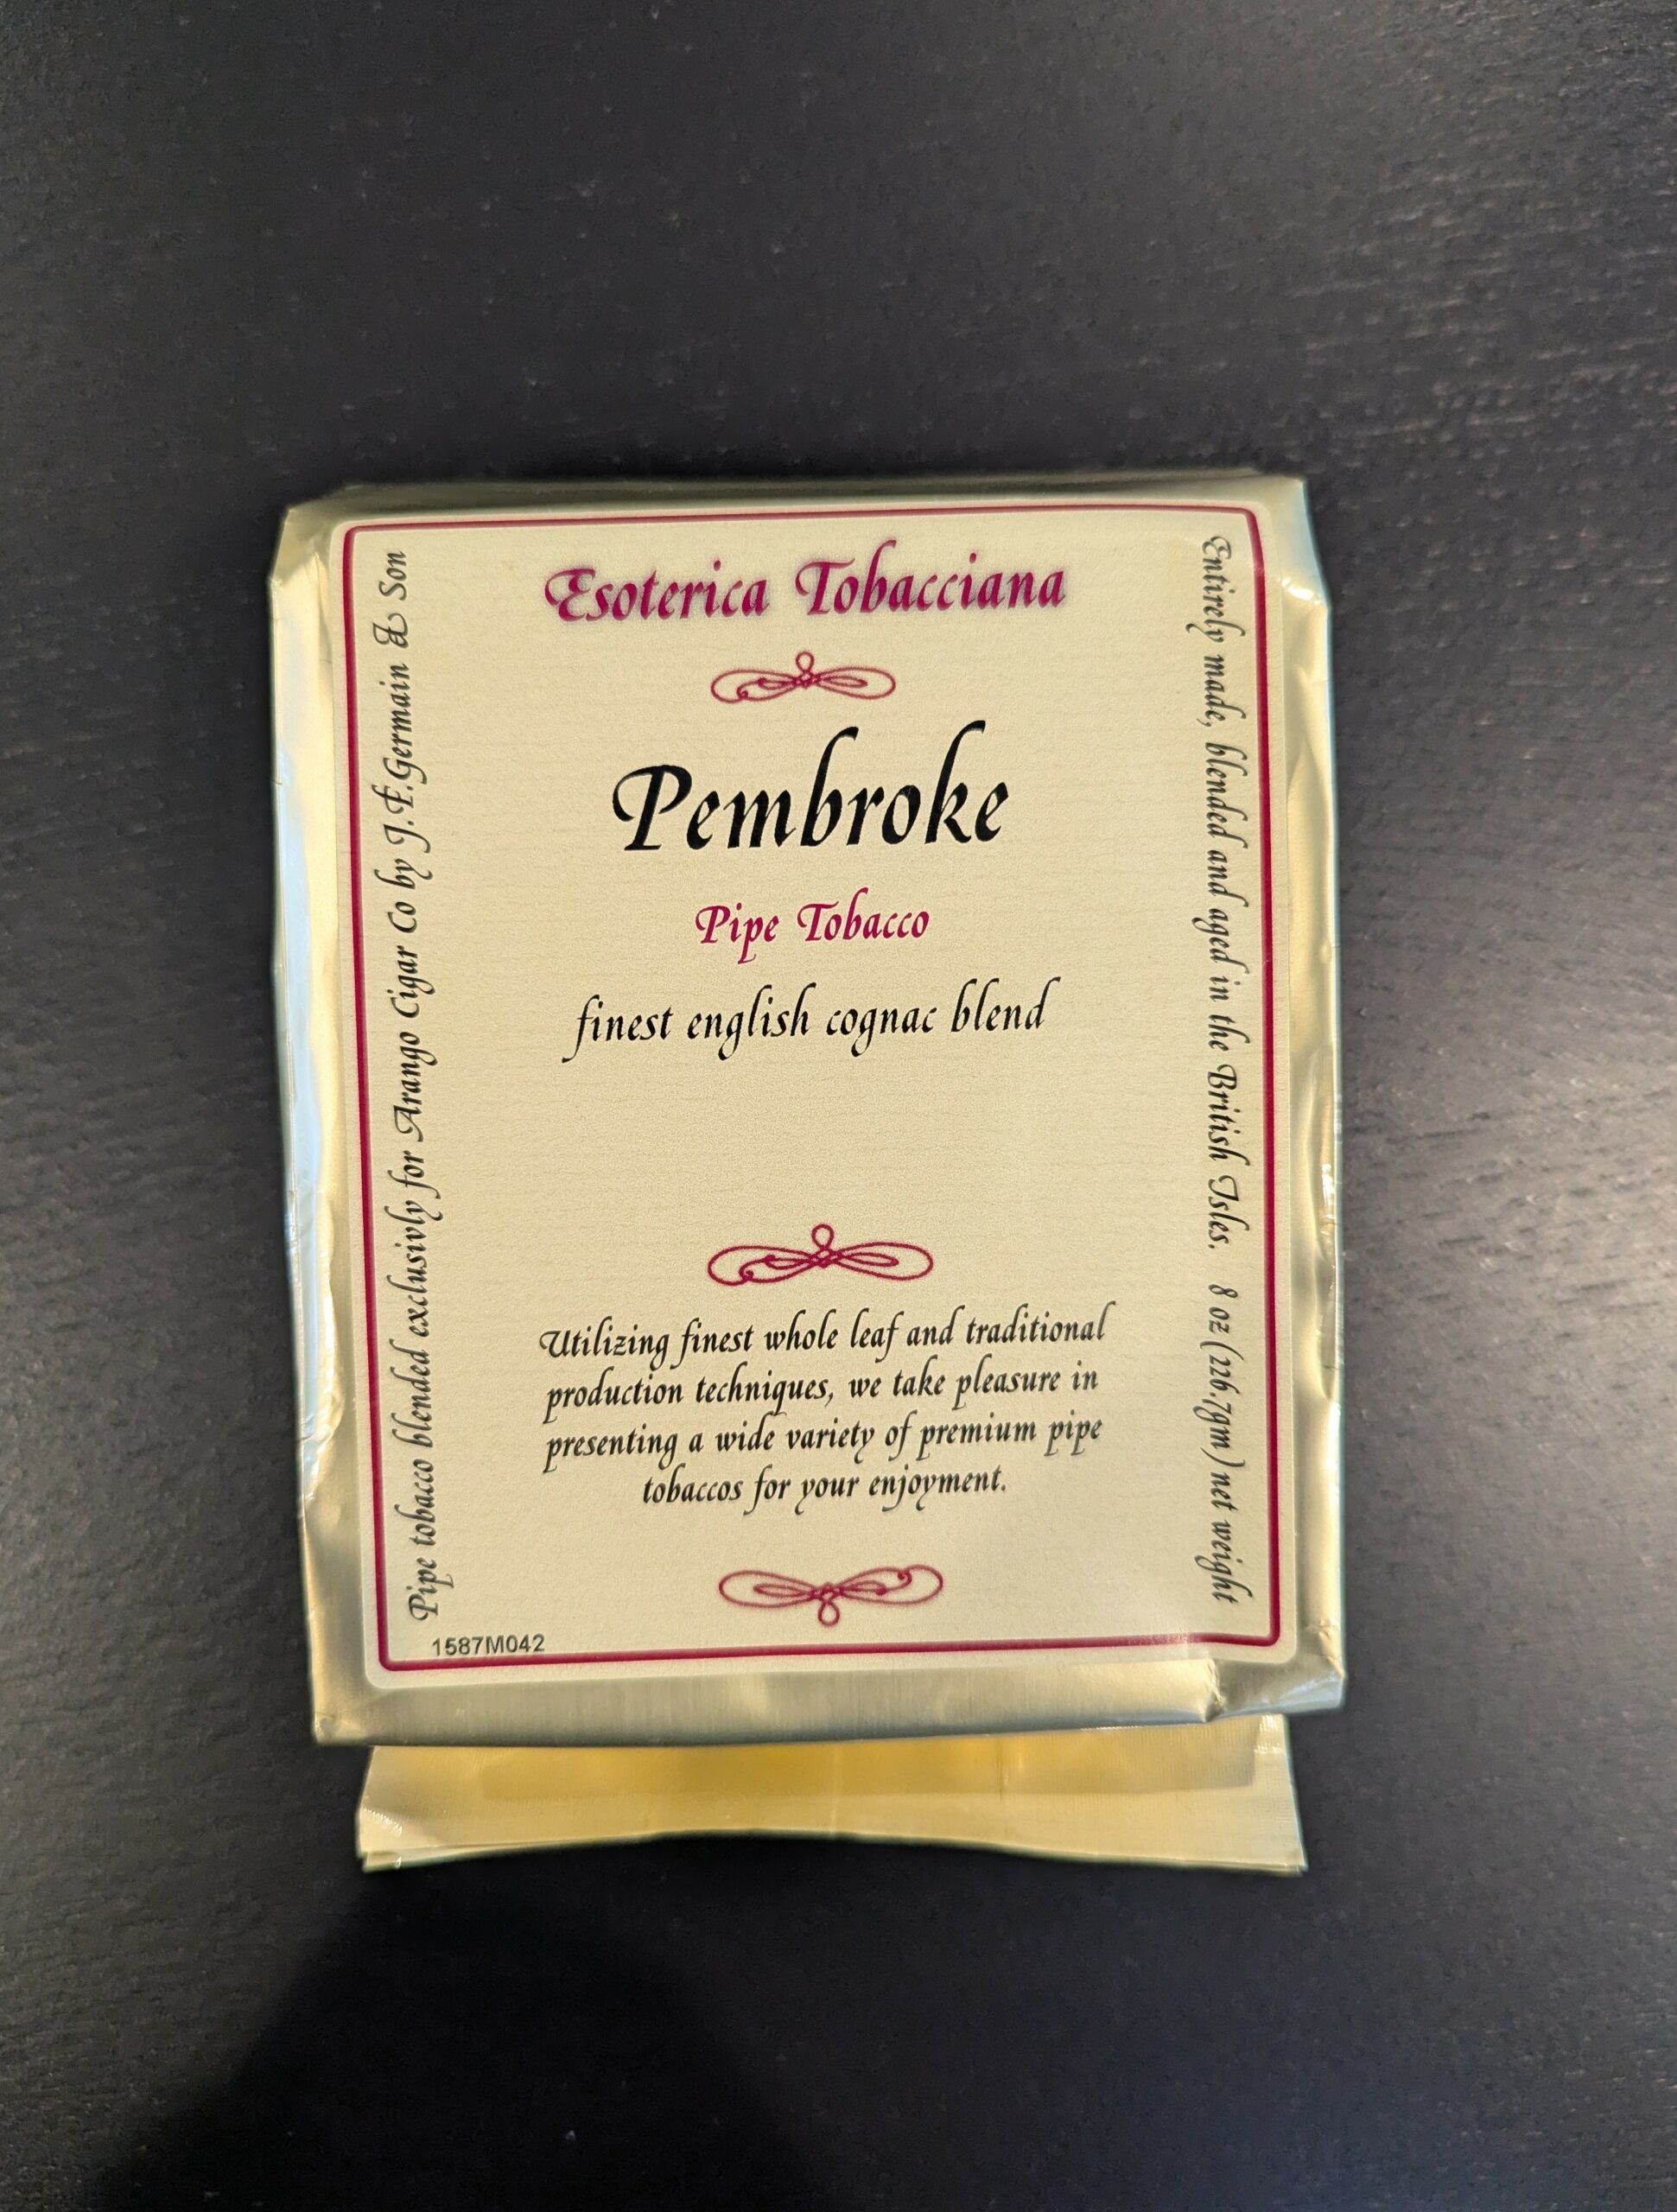 Esoterica Tobacciana
Pembroke
Pipe Tobacco
finest english cognac blend
Utilizing finest whole leaf and traditional
production techniques, we take pleasure in
presenting a wide variety of premium pipe
tobaccos for your enjoyment.
Pipe tobacco blended exclusivly for Arango Cigar Co by J.F.Germain & Son
Entirely made, blended and aged in the British Isles. 8 oz (226.7gm) net weight
1587M042